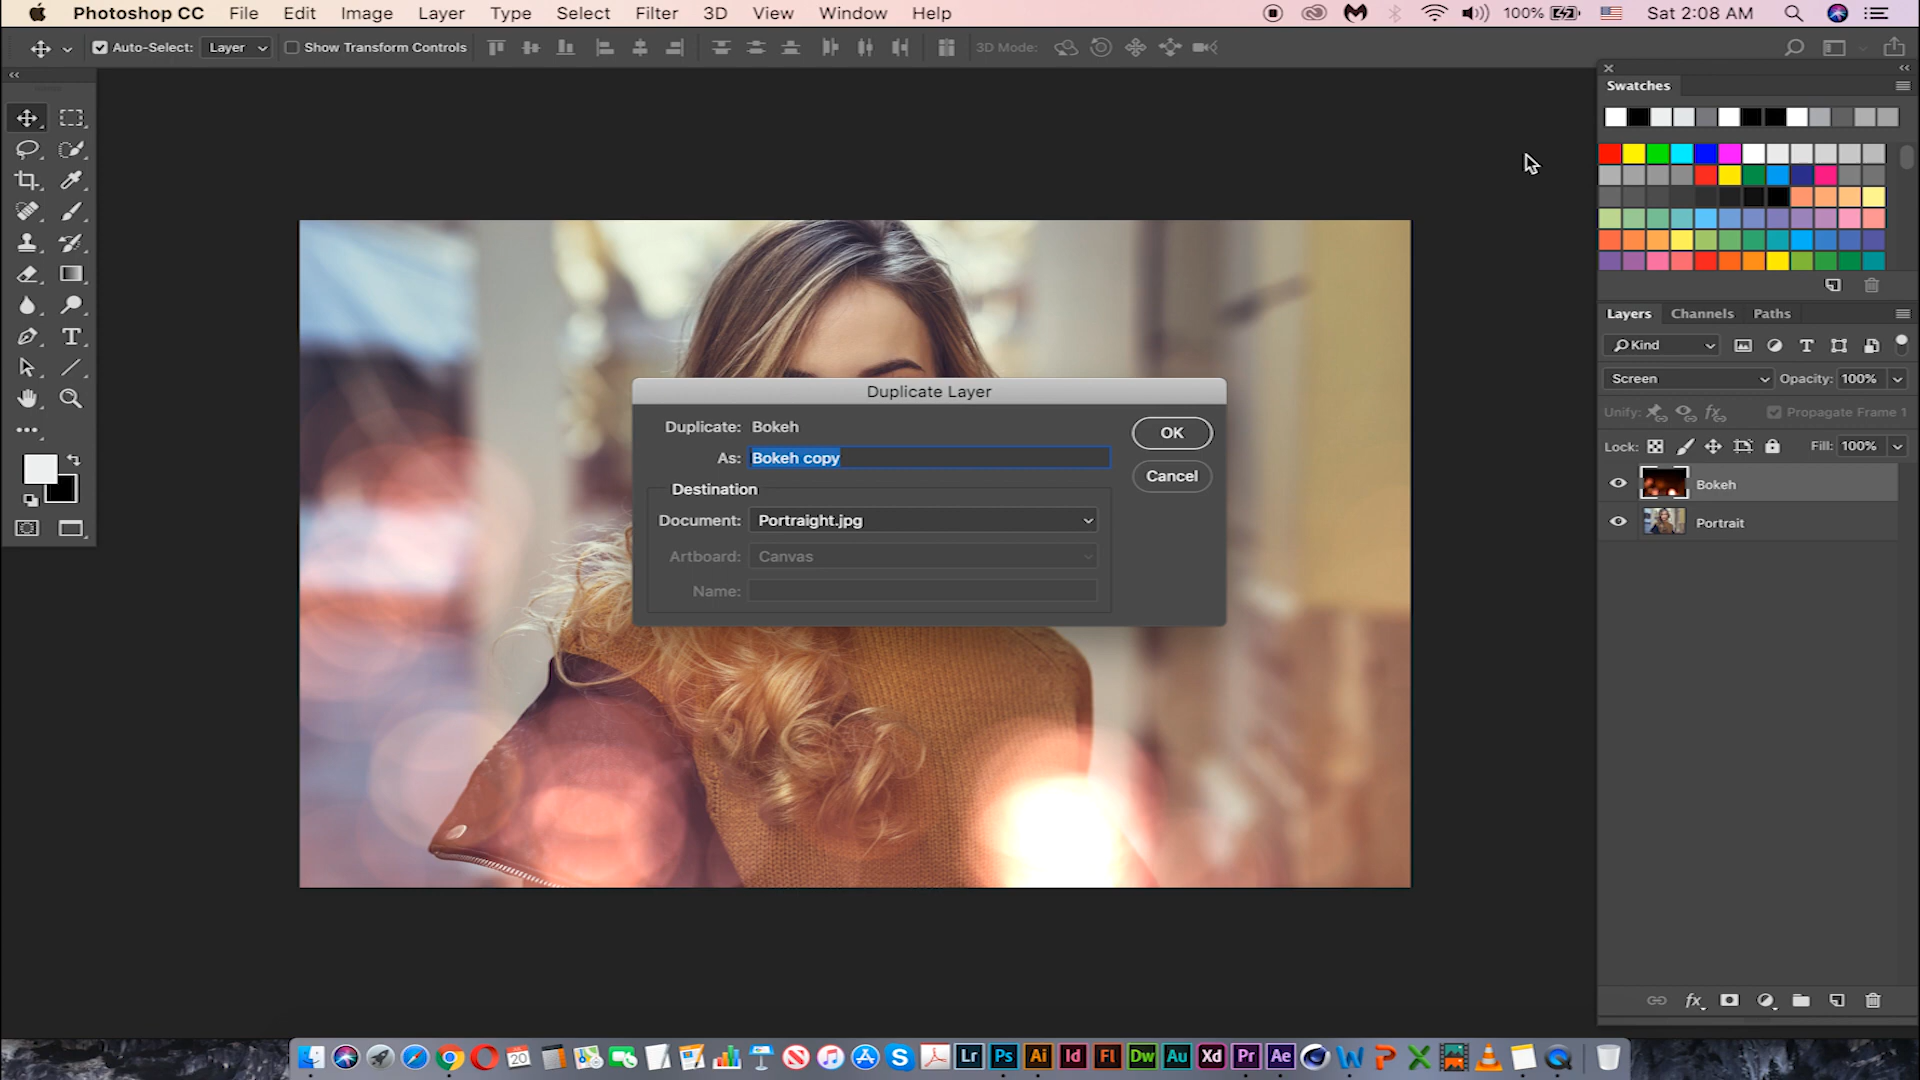 Photoshop CC File Edit Image Layer Type Select Filter 3D View Window Help 100% Sat 2:08 AM
Auto-Select: Layer Show Transform Controls 3D Mode:
Swatches
Layers Channels Paths
Kind
Screen Opacity: 100%
Unify: Propagate Frame 1
Lock: Fill: 100%
Bokeh
Portrait
Duplicate Layer
Duplicate: Bokeh
As: Bokeh copy
OK
Cancel
Destination
Document: Portraight.jpg
Artboard: Canvas
Name:
fx
20 Lr Ps Ai Id Fl Dw Au Xd Pr Ae